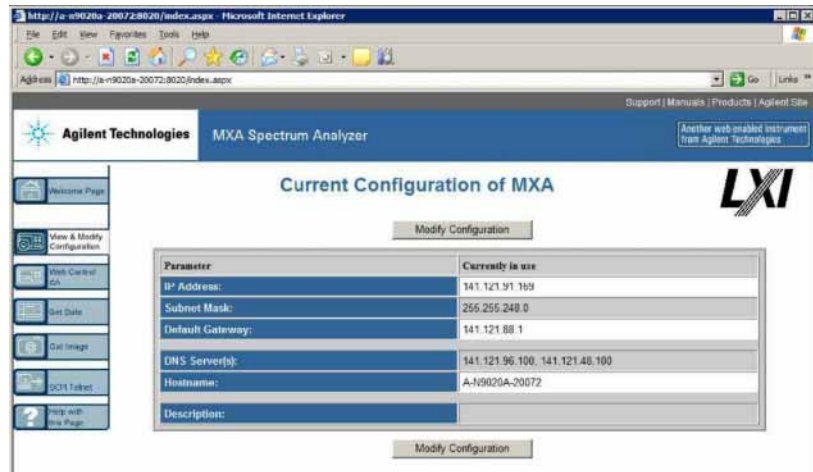 http://a-n9020a-20072:8020/index.aspx - Microsoft Internet Explorer
File Edit View Favorites Tools Help
Address http://a-n9020a-20072:8020/index.aspx Go Links »
Support | Manuals | Products | Agilent Site
Agilent Technologies MXA Spectrum Analyzer
Another web-enabled instrument
from Agilent Technologies
Welcome Page
Current Configuration of MXA
LXI
View & Modify
Configuration
Modify Configuration
Parameter Currently in use
Web Control
IP Address: 141.121.91.169
Subnet Mask: 255.255.248.0
Get Data
Default Gateway: 141.121.88.1
Get Image
DNS Server(s): 141.121.96.100, 141.121.48.100
SCPI Telnet
Hostname: A-N9020A-20072
Help with
this Page
Description:
Modify Configuration